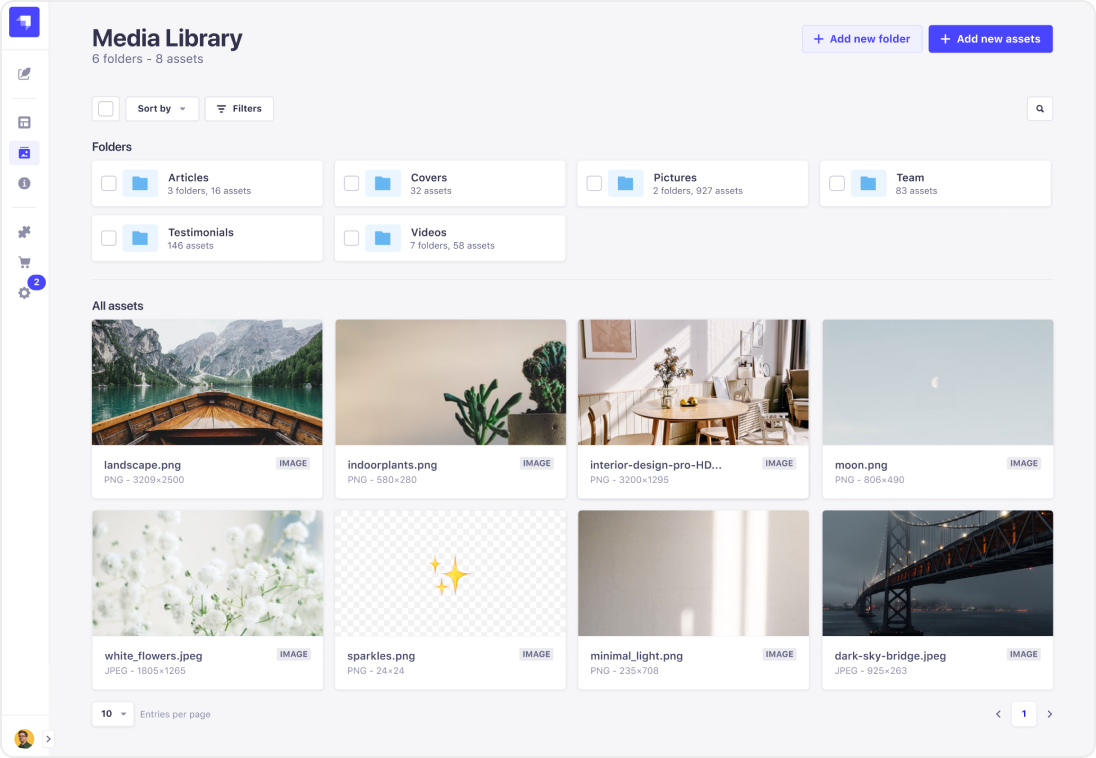 Media Library
6 folders - 8 assets
+ Add new folder
+ Add new assets
Sort by
Filters
Folders
Articles
3 folders, 16 assets
Covers
32 assets
Pictures
2 folders, 927 assets
Team
83 assets
Testimonials
146 assets
Videos
7 folders, 58 assets
2
All assets
landscape.png
IMAGE
PNG - 3209×2500
indoorplants.png
IMAGE
PNG - 580×280
interior-design-pro-HD...
IMAGE
PNG - 3200×1295
moon.png
IMAGE
PNG - 806×490
white_flowers.jpeg
IMAGE
JPEG - 1805×1265
sparkles.png
IMAGE
PNG - 24×24
minimal_light.png
IMAGE
PNG - 235×708
dark-sky-bridge.jpeg
IMAGE
JPEG - 925×263
10
Entries per page
1